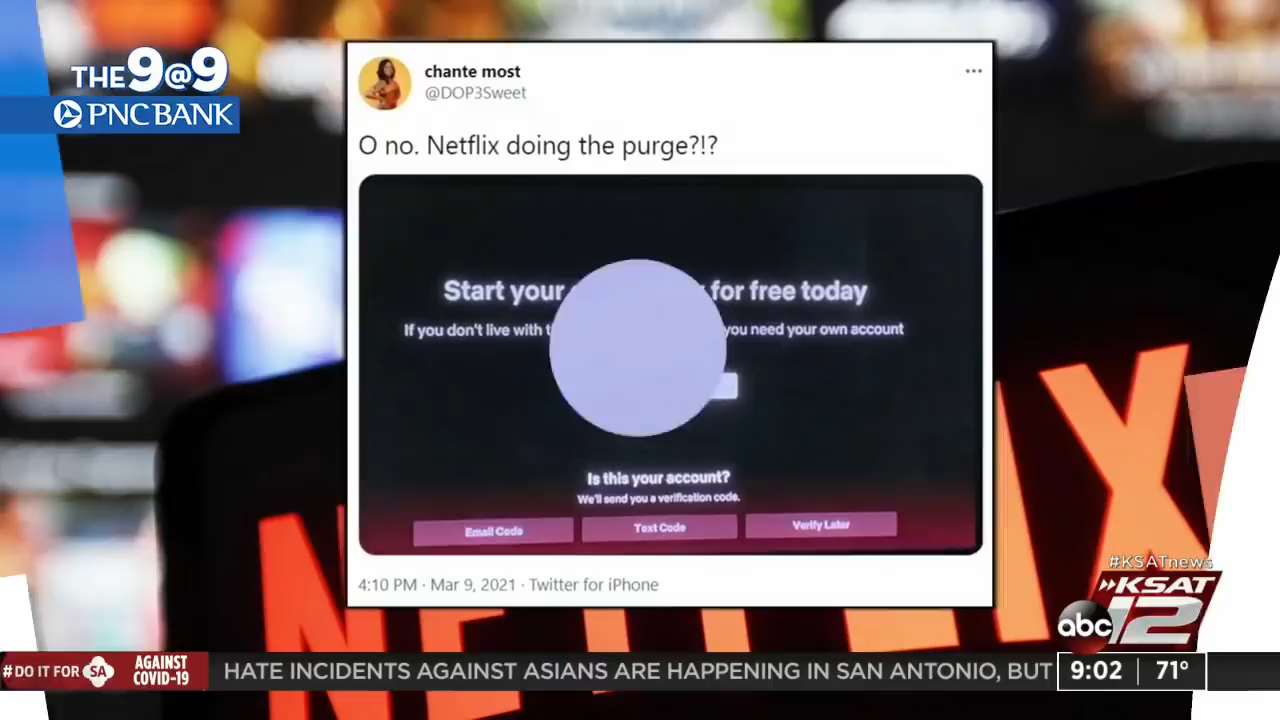 THE 9@9
PNC BANK
chante most
@DOP3Sweet
O no. Netflix doing the purge?!?
Start your for free today
If you don't live with you need your own account
Is this your account?
We'll send you a verification code.
Email Code
Text Code
Verify Later
4:10 PM · Mar 9, 2021 · Twitter for iPhone
NETFLIX
#KSATnews
KSAT
abc 12
#DO IT FOR SA
AGAINST
COVID-19
HATE INCIDENTS AGAINST ASIANS ARE HAPPENING IN SAN ANTONIO, BUT
9:02 71°